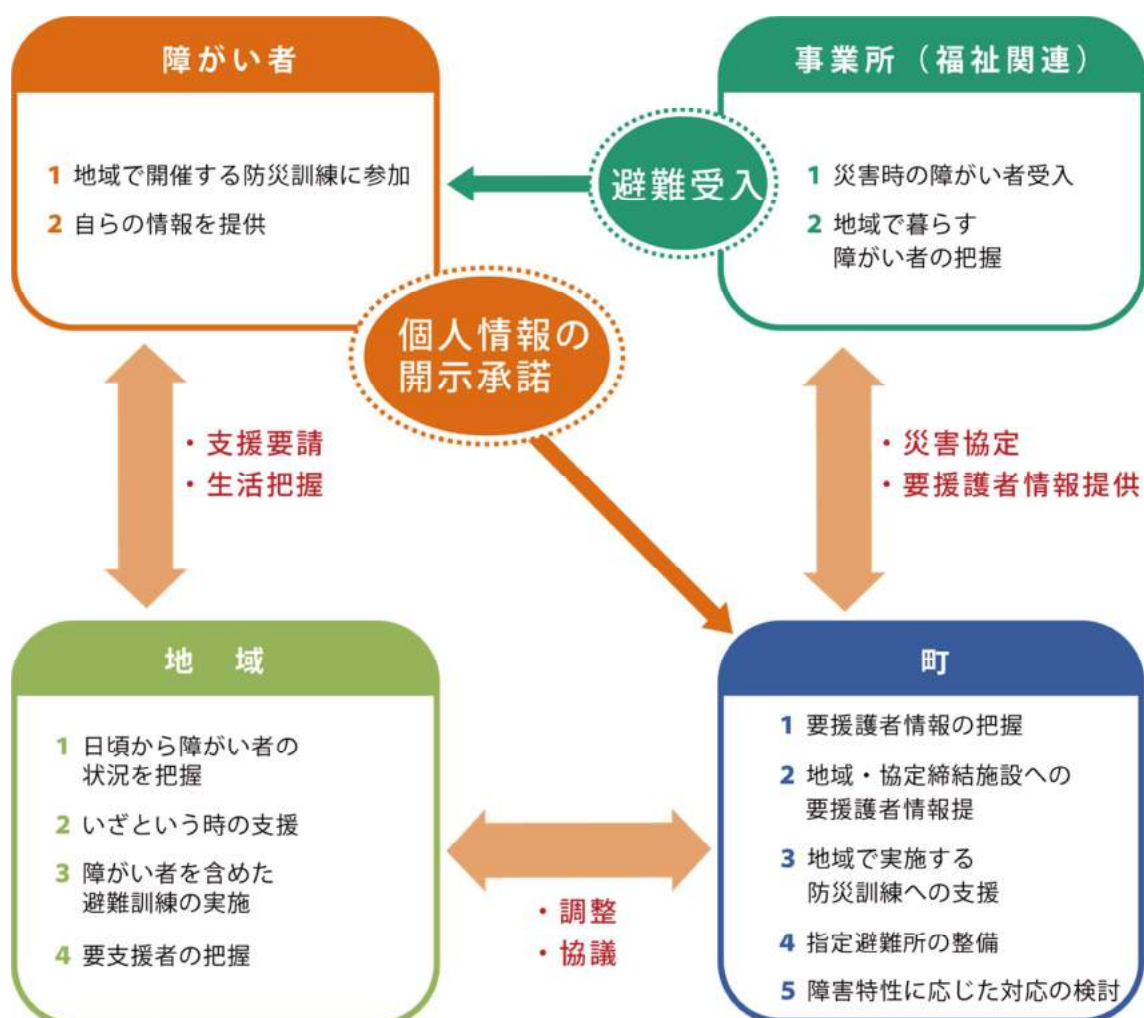 障がい者
1 地域で開催する防災訓練に参加
2 自らの情報を提供
事業所（福祉関連）
1 災害時の障がい者受入
2 地域で暮らす
障がい者の把握
避難受入
個人情報の
開示承諾
・支援要請
・生活把握
・災害協定
・要援護者情報提供
地 域
1 日頃から障がい者の
状況を把握
2 いざという時の支援
3 障がい者を含めた
避難訓練の実施
4 要支援者の把握
・調整
・協議
町
1 要援護者情報の把握
2 地域・協定締結施設への
要援護者情報提
3 地域で実施する
防災訓練への支援
4 指定避難所の整備
5 障害特性に応じた対応の検討